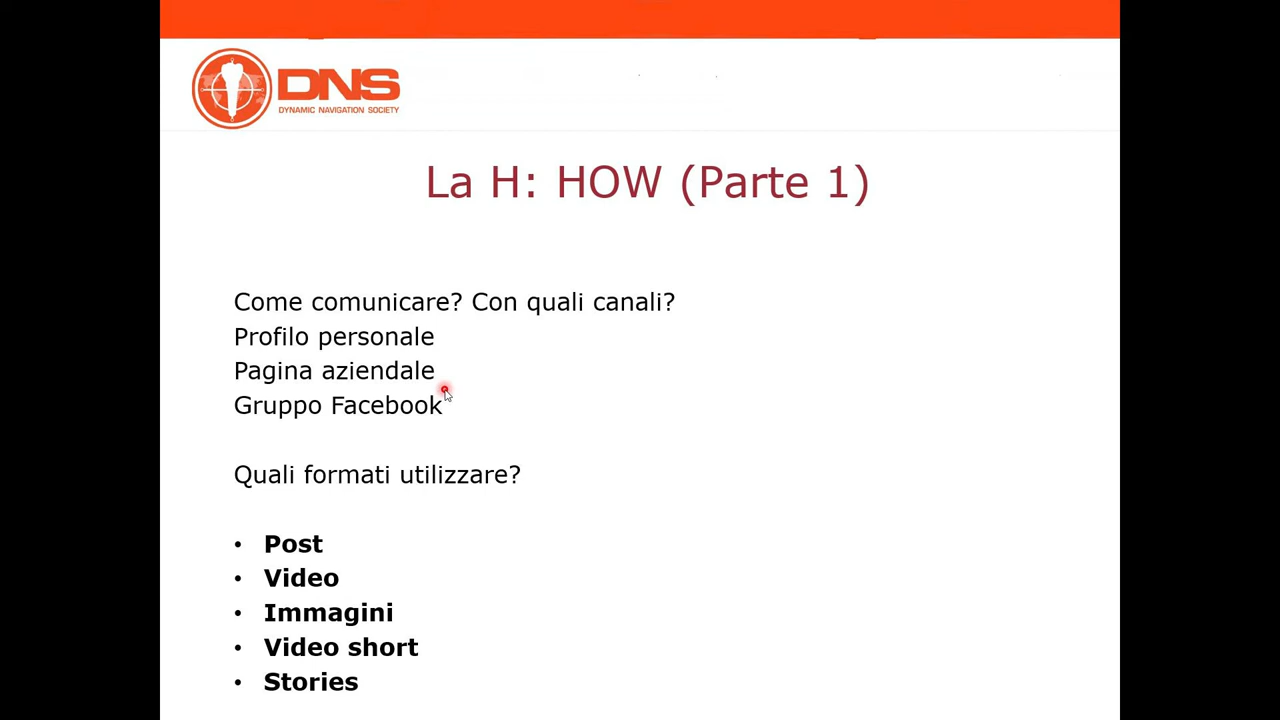 DNS
DYNAMIC NAVIGATION SOCIETY
La H: HOW (Parte 1)
Come comunicare? Con quali canali?
Profilo personale
Pagina aziendale
Gruppo Facebook
Quali formati utilizzare?
• Post
• Video
• Immagini
• Video short
• Stories